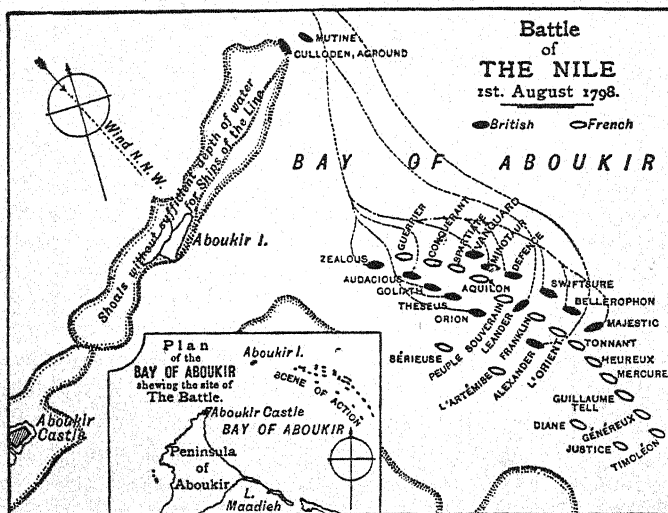 Battle
of
THE NILE
1st. August 1798.
British
French
MUTINE
CULLODEN, AGROUND
Wind N.N.W.
Shoals without sufficient depth of water
for Ships of the Line
Aboukir I.
Aboukir
Castle
BAY OF ABOUKIR
GUERRIER
CONQUERANT
SPARTIATE
VANGUARD
MINOTAUR
DEFENCE
ZEALOUS
AUDACIOUS
GOLIATH
THESEUS
ORION
AQUILON
SWIFTSURE
BELLEROPHON
MAJESTIC
PEUPLE SOUVERAIN
LEANDER
FRANKLIN
SÉRIEUSE
L'ARTÉMISE
ALEXANDER
L'ORIENT
TONNANT
HEUREUX
MERCURE
GUILLAUME
TELL
DIANE
GÉNÉREUX
JUSTICE
TIMOLÉON
Plan
of the
BAY OF ABOUKIR
shewing the site of
The Battle.
Aboukir I.
SCENE OF ACTION
Aboukir Castle
BAY OF ABOUKIR
Peninsula
of
Aboukir
L.
Maadieh